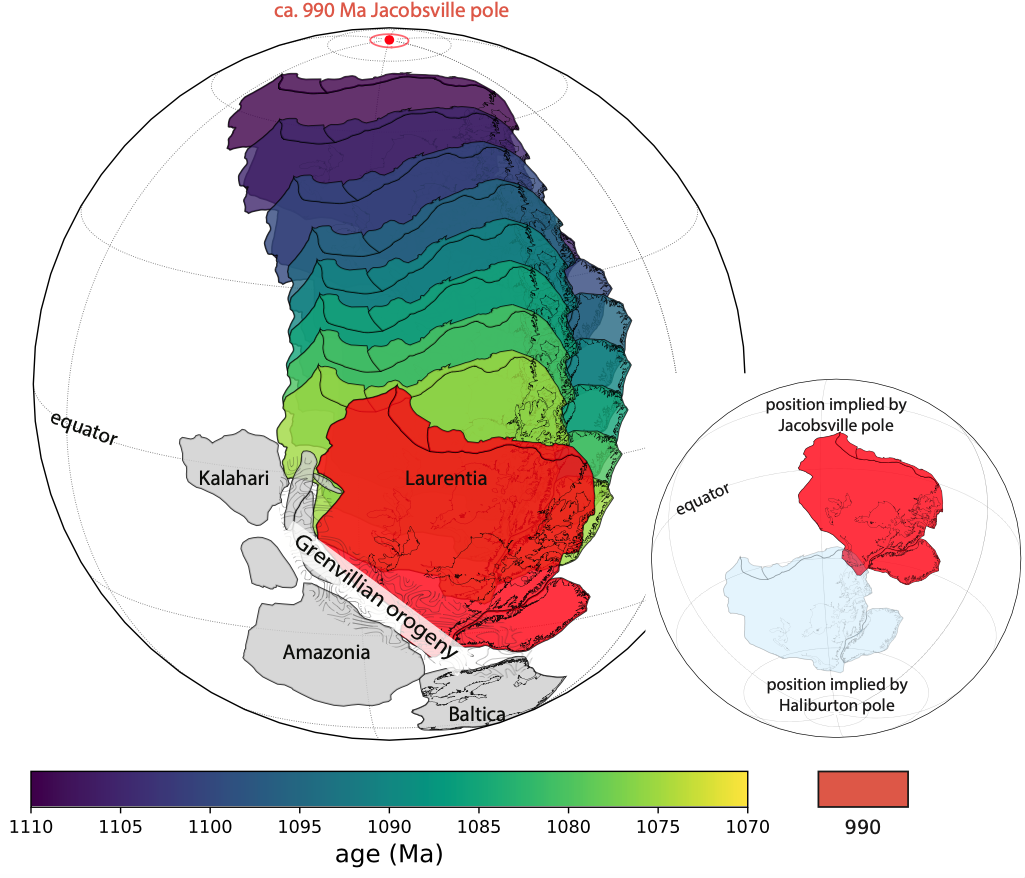 ca. 990 Ma Jacobsville pole
equator
Kalahari
Laurentia
Grenvillian orogeny
Amazonia
Baltica
position implied by
Jacobsville pole
equator
position implied by
Haliburton pole
1110 1105 1100 1095 1090 1085 1080 1075 1070
age (Ma)
990